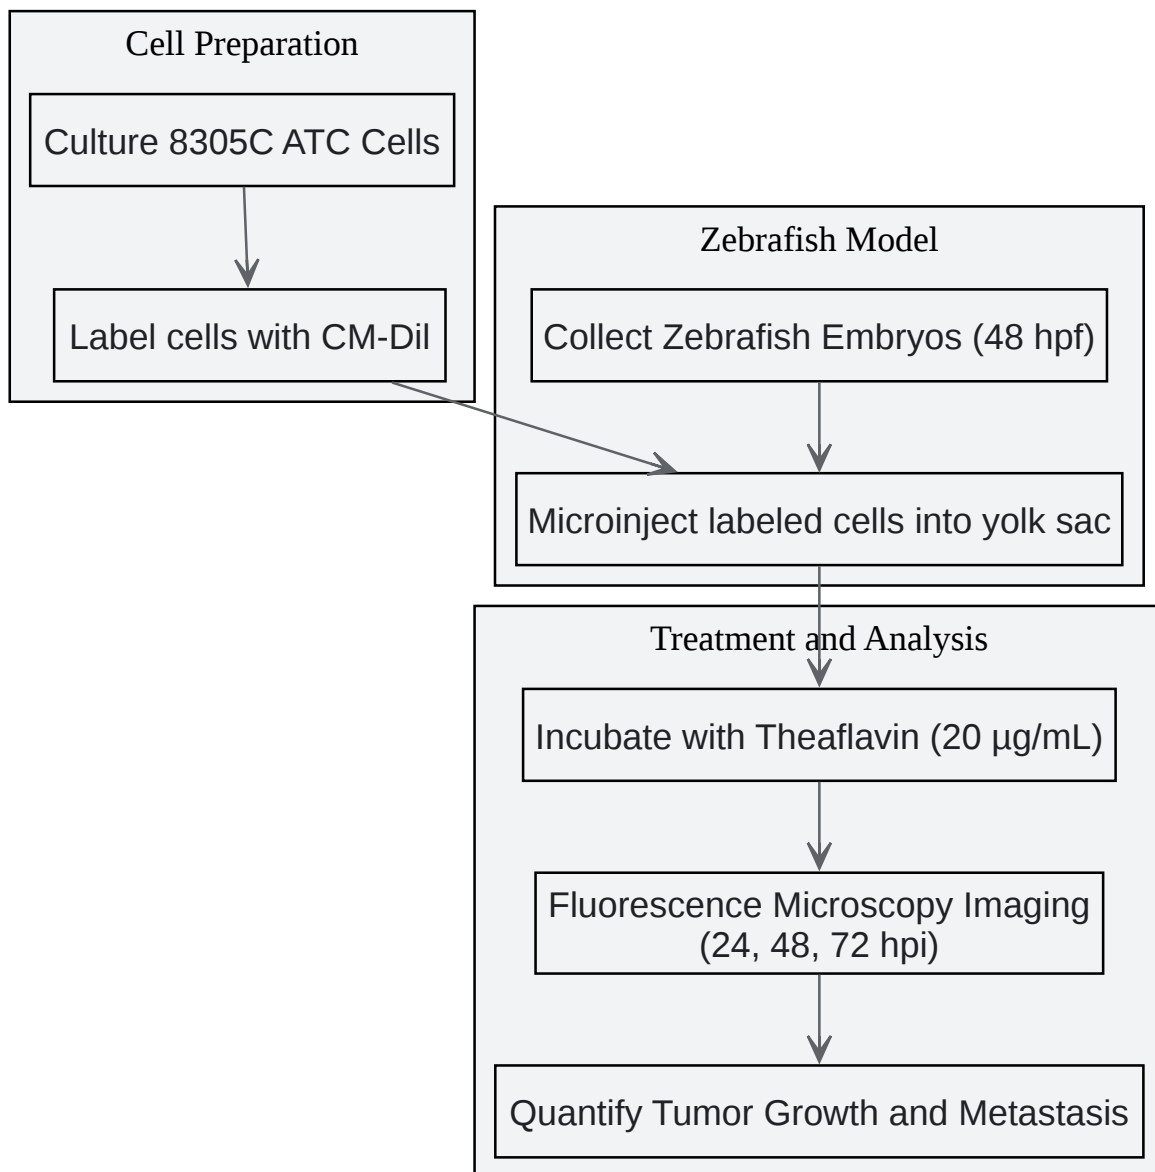 Cell Preparation
Culture 8305C ATC Cells
Label cells with CM-Dil
Zebrafish Model
Collect Zebrafish Embryos (48 hpf)
Microinject labeled cells into yolk sac
Treatment and Analysis
Incubate with Theaflavin (20 µg/mL)
Fluorescence Microscopy Imaging
(24, 48, 72 hpi)
Quantify Tumor Growth and Metastasis